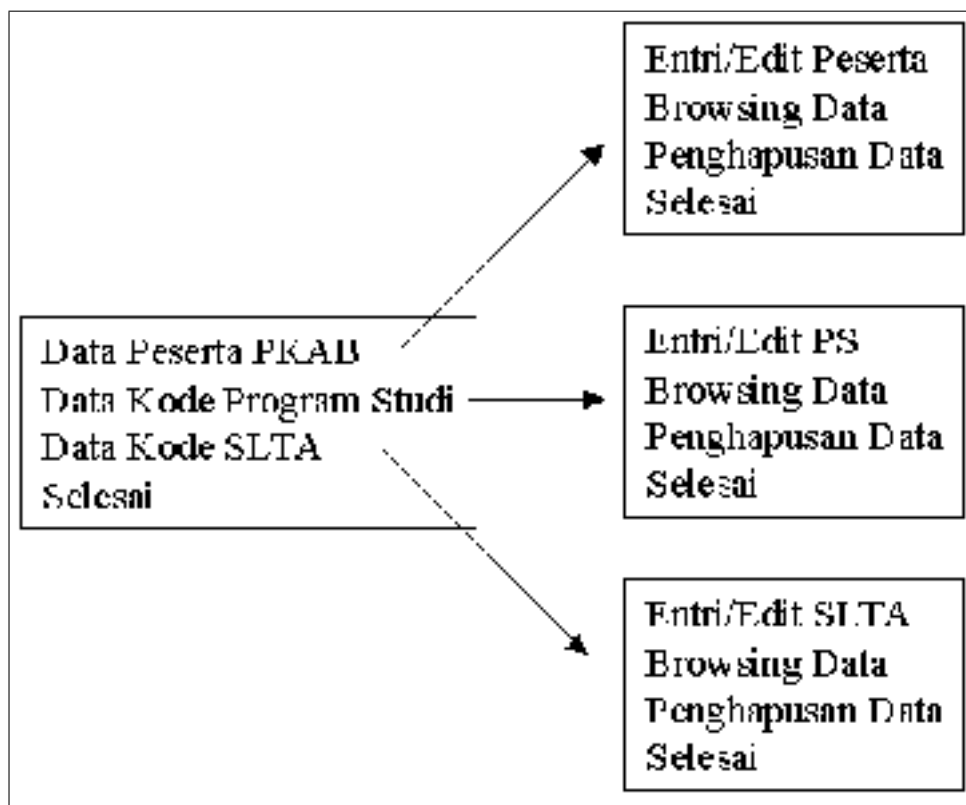 Entri/Edit Peserta
Browsing Data
Penghapusan Data
Selesai
Data Peserta PKAB
Data Kode Program Studi
Data Kode SLTA
Selesai
Entri/Edit PS
Browsing Data
Penghapusan Data
Selesai
Entri/Edit SLTA
Browsing Data
Penghapusan Data
Selesai